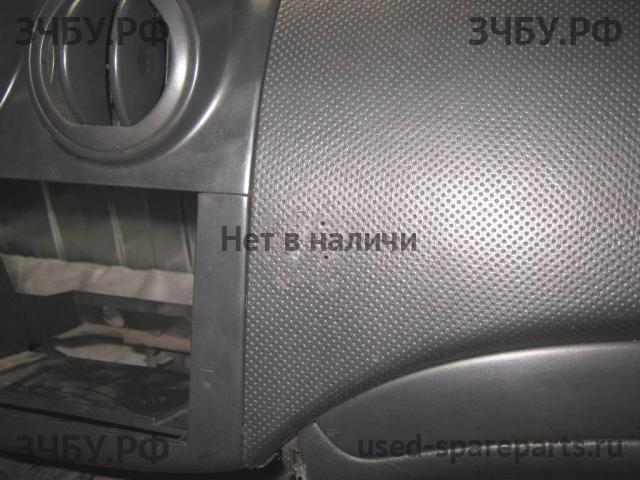 ЗЧБУ.РФ ЗЧБУ.РФ
Нет в наличи
ЗЧБУ.РФ used-spareparts.ru